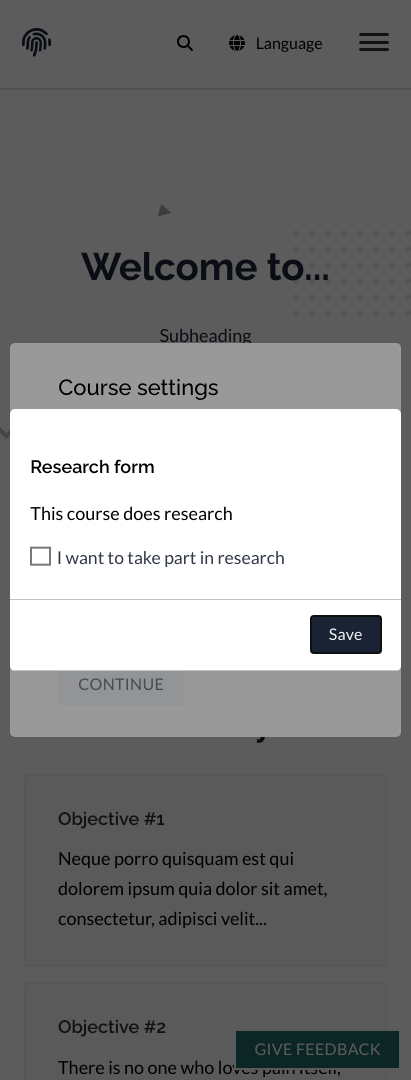 Language
Welcome to...
Subheading
Course settings
Research form
This course does research
I want to take part in research
Save
CONTINUE
Objective #1
Neque porro quisquam est qui
dolorem ipsum quia dolor sit amet,
consectetur, adipisci velit...
Objective #2
GIVE FEEDBACK
There is no one who loves pain itself,